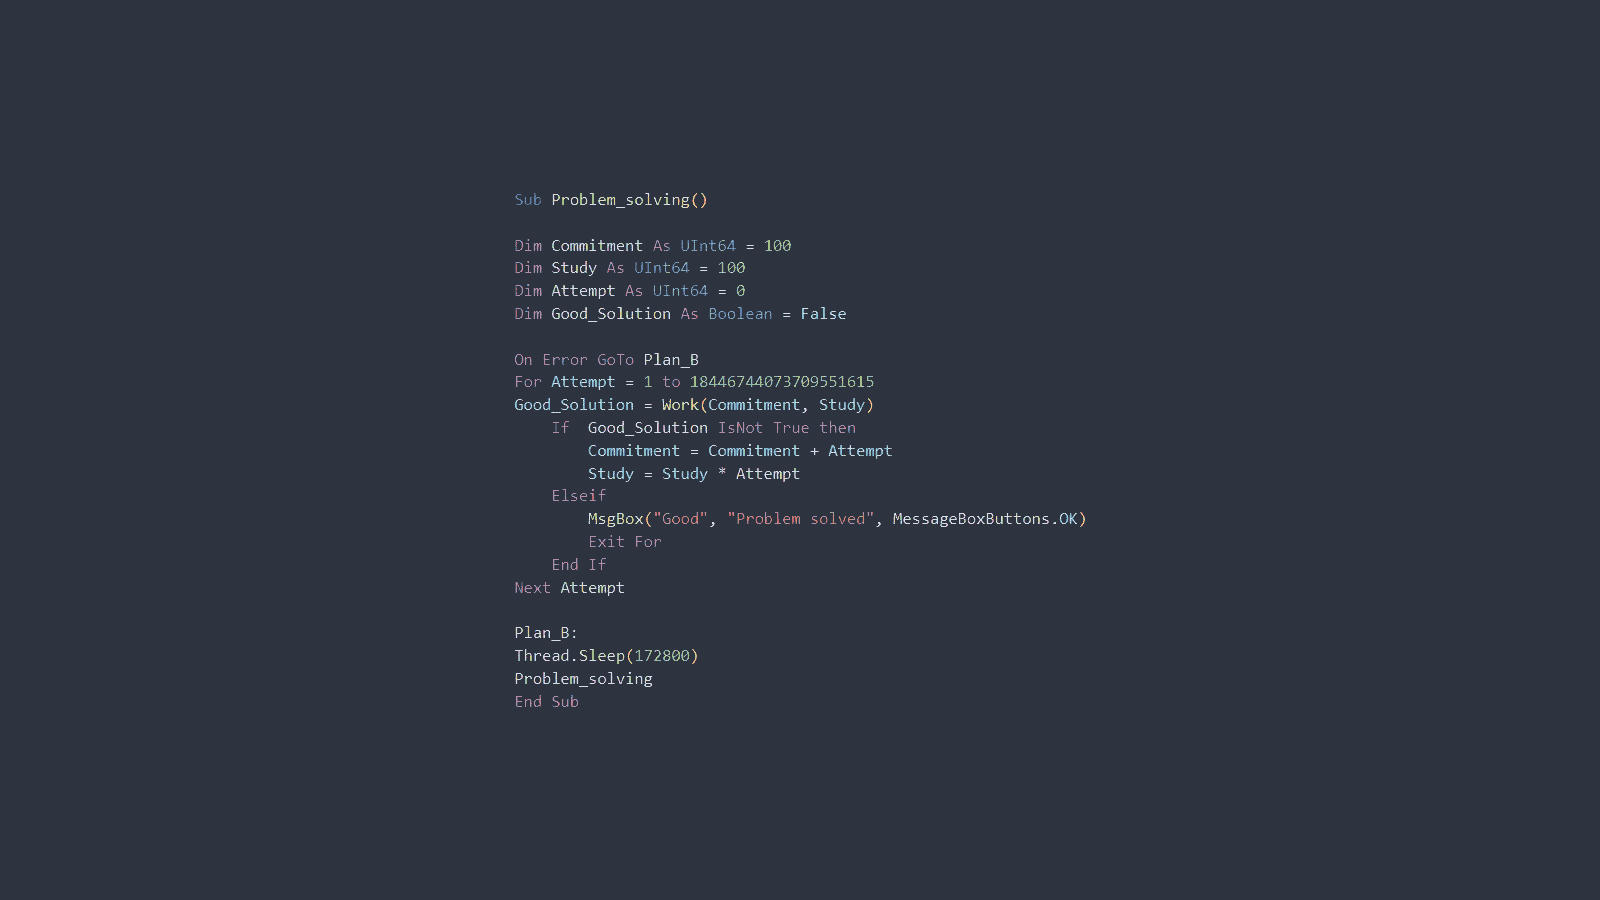 Sub Problem_solving()
Dim Commitment As UInt64 = 100
Dim Study As UInt64 = 100
Dim Attempt As UInt64 = 0
Dim Good_Solution As Boolean = False
On Error GoTo Plan_B
For Attempt = 1 to 18446744073709551615
Good_Solution = Work(Commitment, Study)
If  Good_Solution IsNot True then
Commitment = Commitment + Attempt
Study = Study * Attempt
Elseif
MsgBox("Good", "Problem solved", MessageBoxButtons.OK)
Exit For
End If
Next Attempt
Plan_B:
Thread.Sleep(172800)
Problem_solving
End Sub